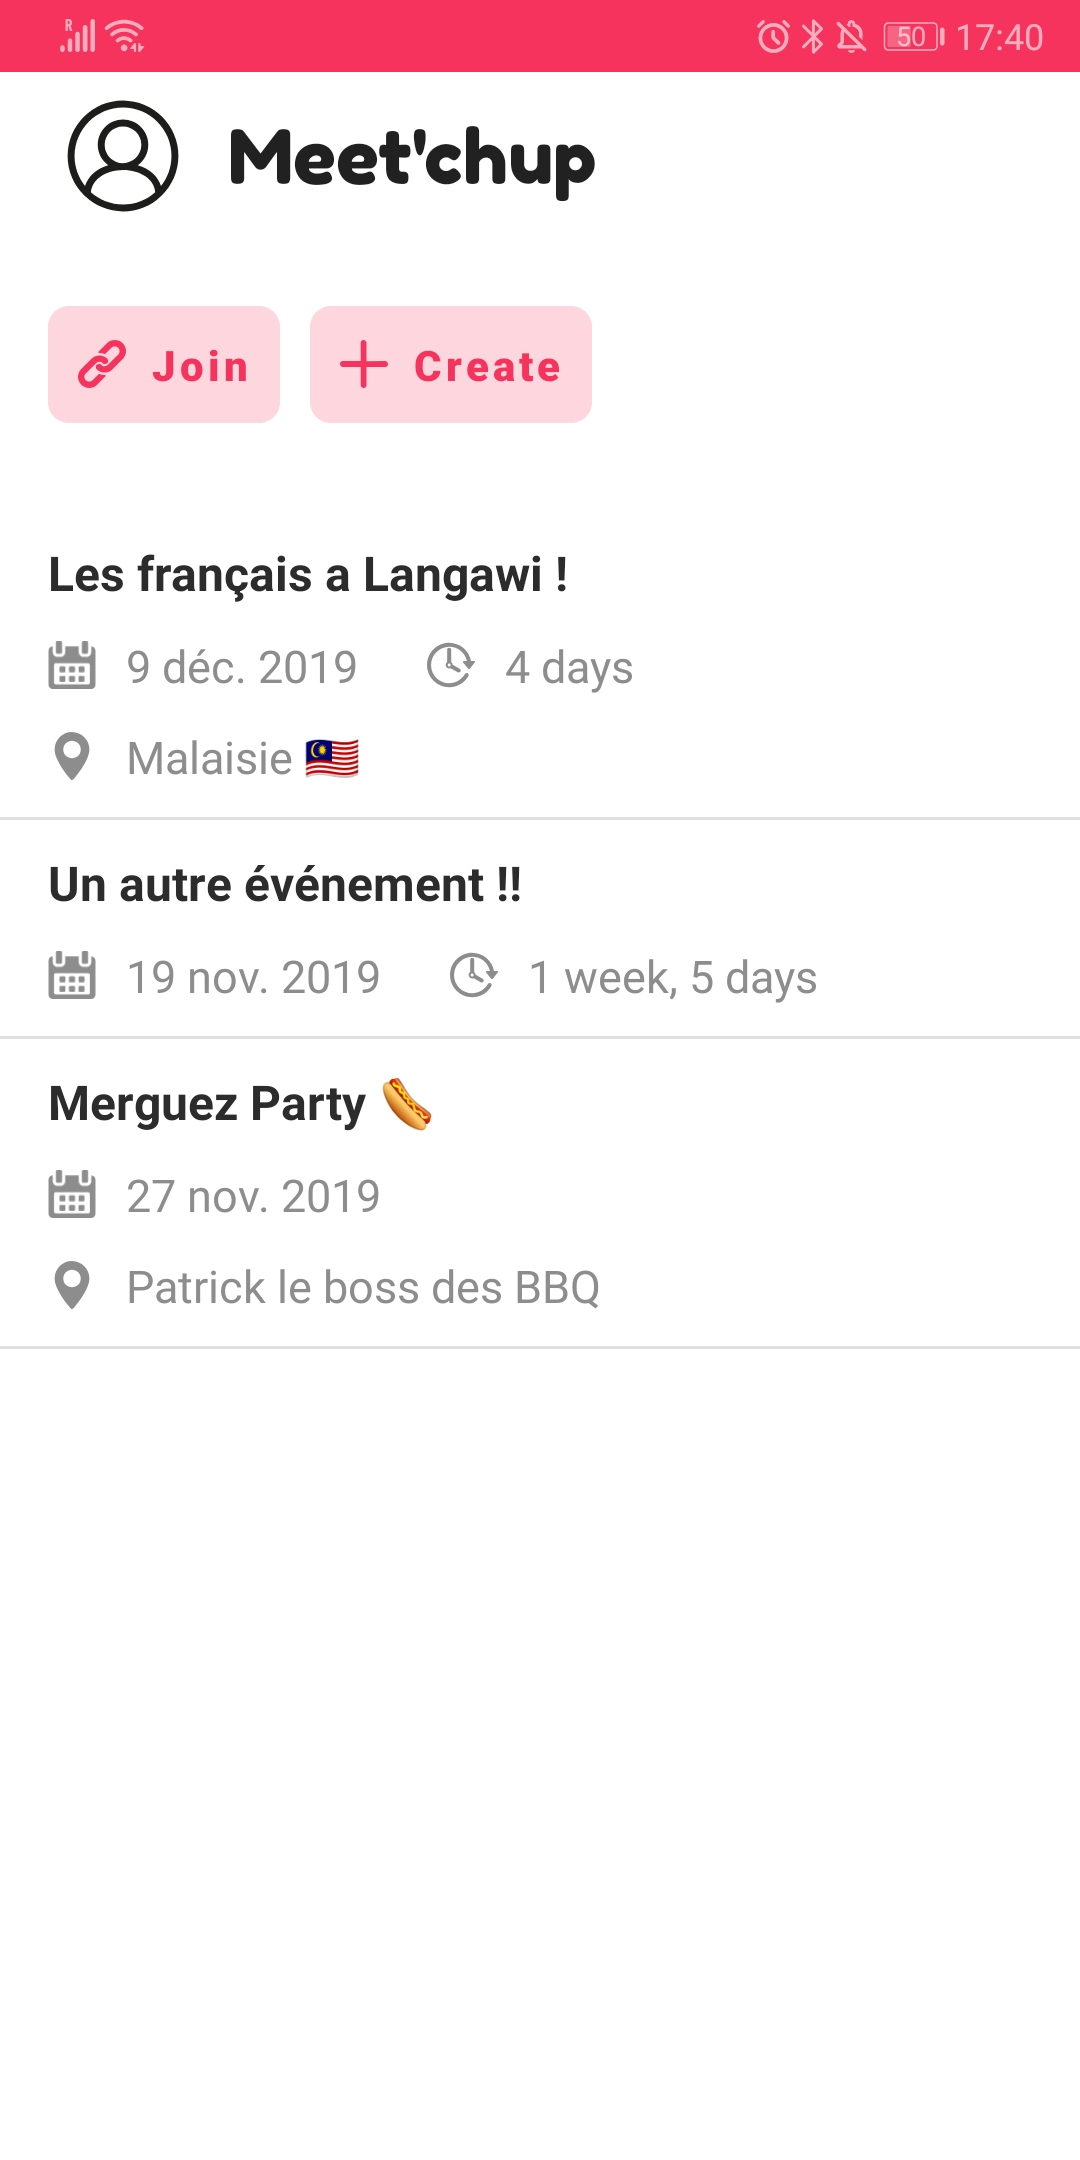 R 50 17:40
Meet'chup
Join Create
Les français a Langawi !
9 déc. 2019 4 days
Malaisie 🇲🇾
Un autre événement !!
19 nov. 2019 1 week, 5 days
Merguez Party 🌭
27 nov. 2019
Patrick le boss des BBQ